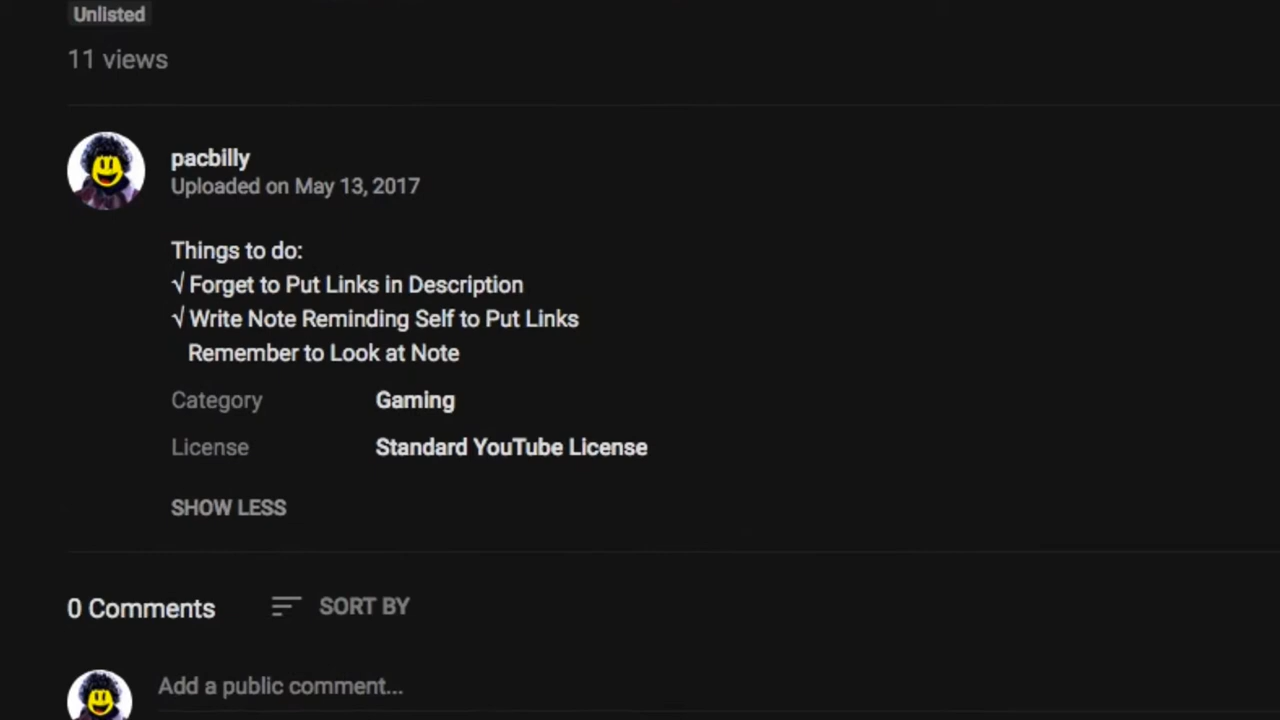 Unlisted
11 views
pacbilly
Uploaded on May 13, 2017
Things to do:
√ Forget to Put Links in Description
√ Write Note Reminding Self to Put Links
Remember to Look at Note
Category Gaming
License Standard YouTube License
SHOW LESS
0 Comments SORT BY
Add a public comment...